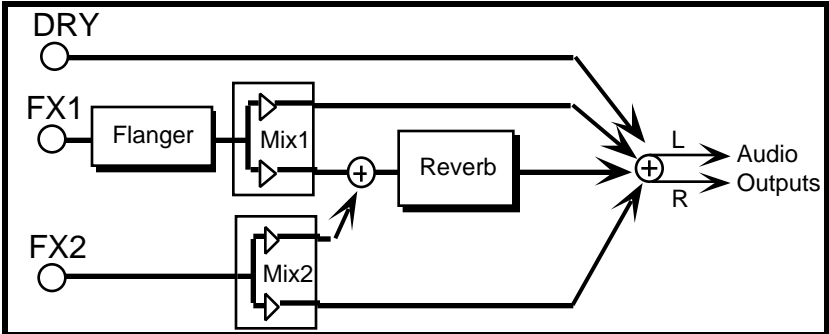 DRY
FX1
Flanger
Mix1
Reverb
L
Audio
Outputs
R
FX2
Mix2